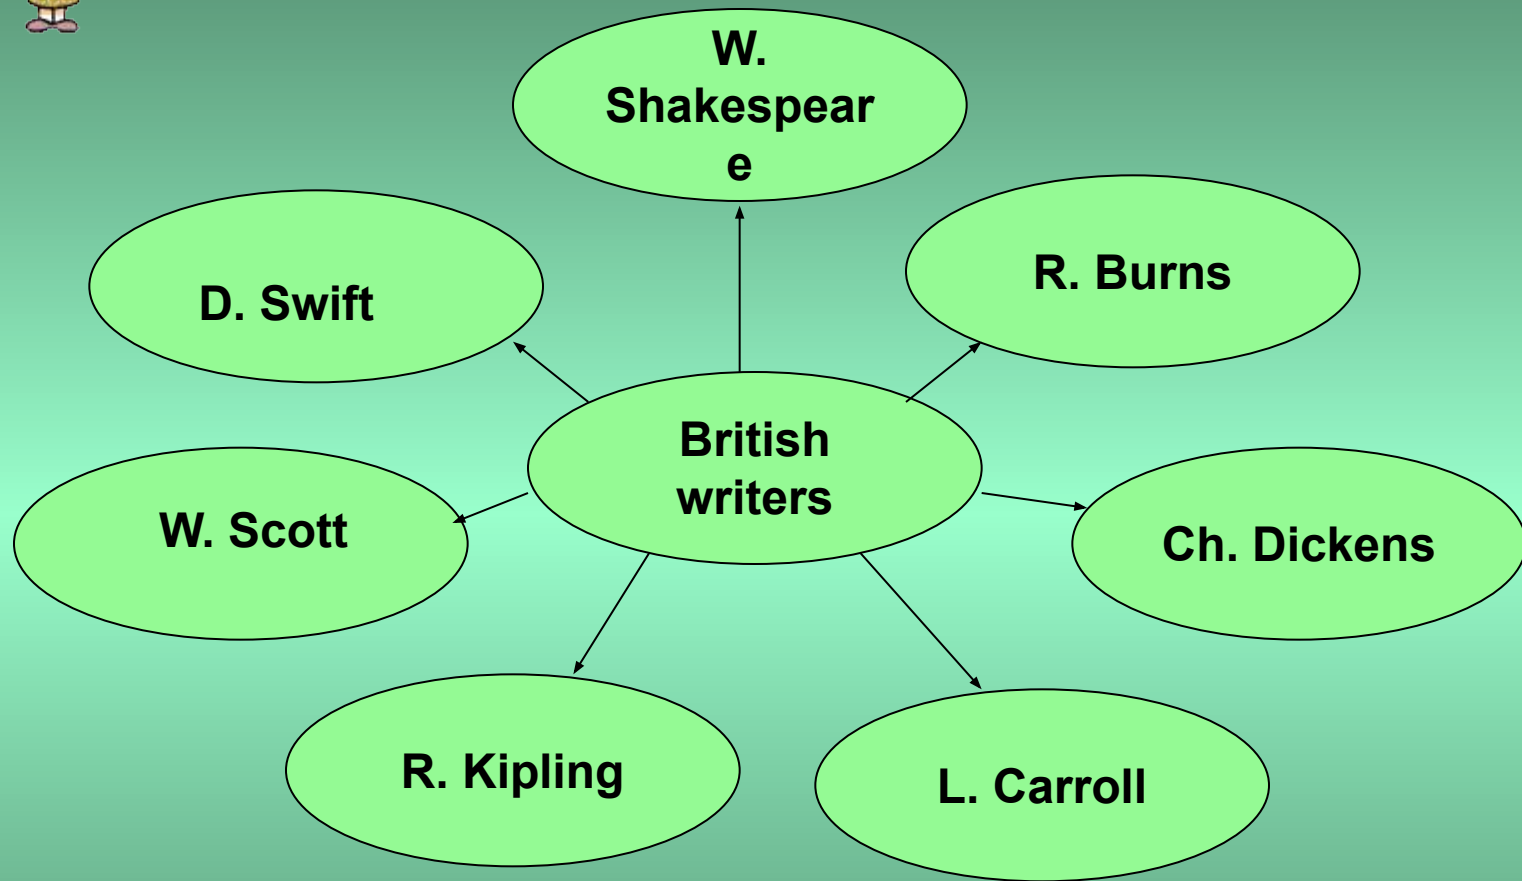 W.
Shakespear
e
D. Swift
R. Burns
British
writers
W. Scott
Ch. Dickens
R. Kipling
L. Carroll